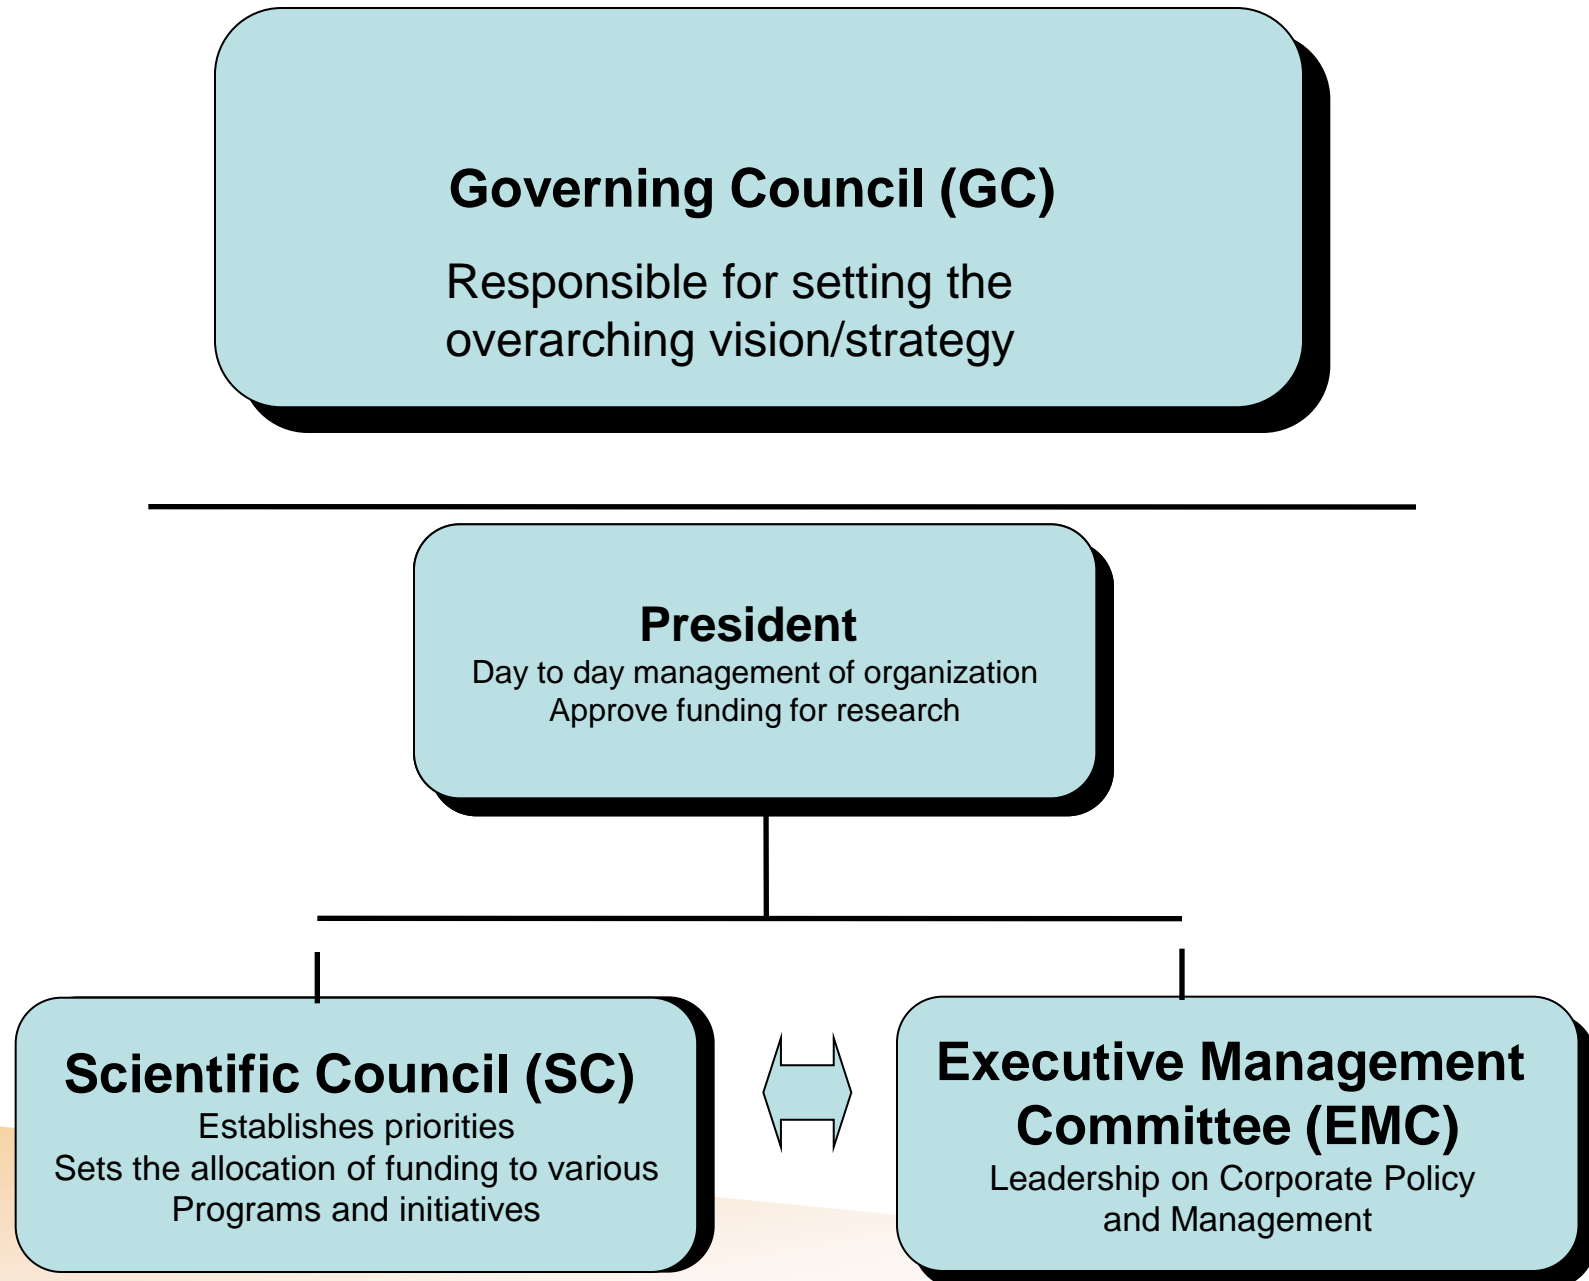 Governing Council (GC)
Responsible for setting the
overarching vision/strategy
President
Day to day management of organization
Approve funding for research
Scientific Council (SC)
Establishes priorities
Sets the allocation of funding to various
Programs and initiatives
Executive Management
Committee (EMC)
Leadership on Corporate Policy
and Management